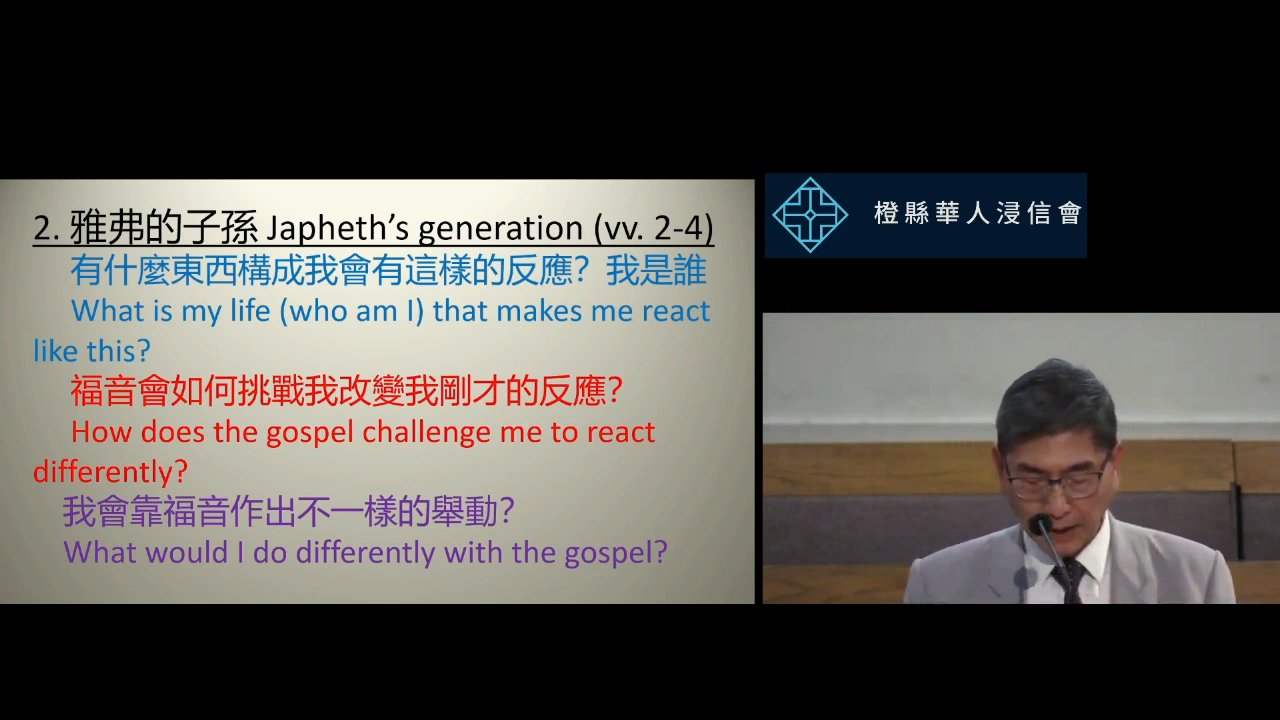 2. 雅弗的子孫 Japheth’s generation (vv. 2-4)
有什麼東西構成我會有這樣的反應？我是誰
What is my life (who am I) that makes me react
like this?
福音會如何挑戰我改變我剛才的反應？
How does the gospel challenge me to react
differently?
我會靠福音作出不一樣的舉動？
What would I do differently with the gospel?
橙縣華人浸信會